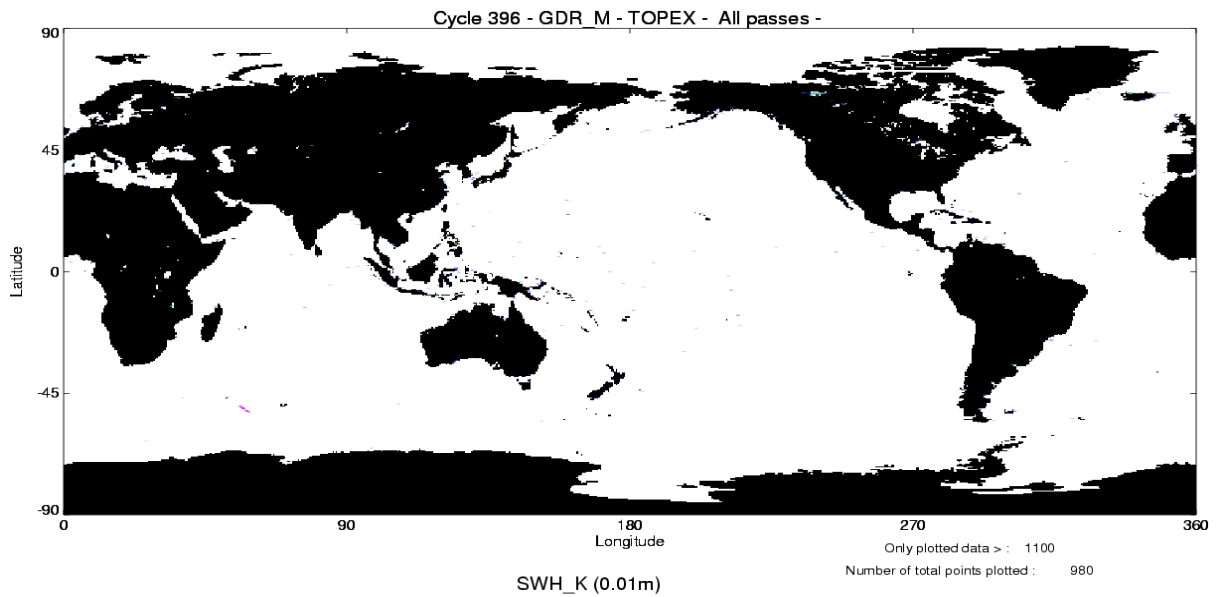 Cycle 396 - GDR_M - TOPEX - All passes -
90
45
0
-45
-90
Latitude
0 90 180 270 360
Longitude
Only plotted data > : 1100
Number of total points plotted : 980
SWH_K (0.01m)